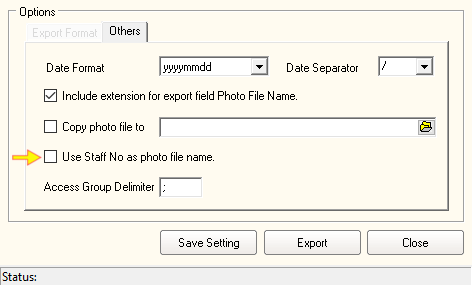 Options
Export Format Others
Date Format yyyymmdd Date Separator /
Include extension for export field Photo File Name.
Copy photo file to
Use Staff No as photo file name.
Access Group Delimiter ;
Save Setting Export Close
Status: